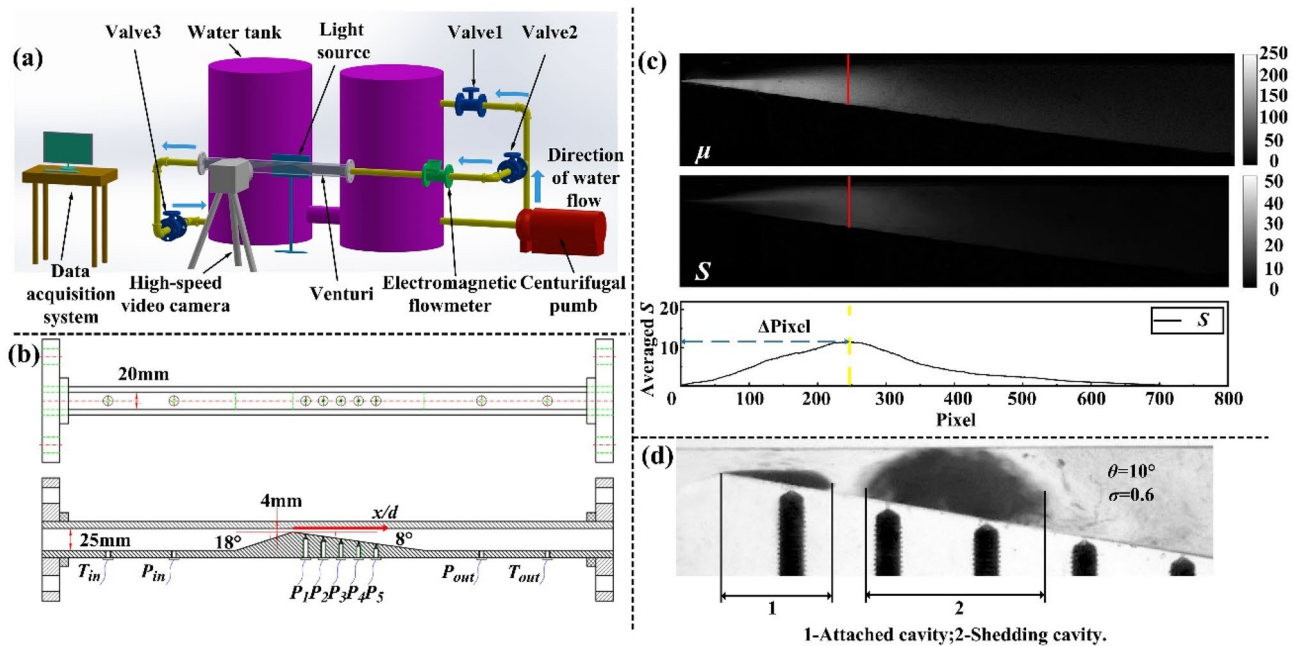 (a)
Valve3
Water tank
Light
source
Valve1
Valve2
Direction
of water
flow
Data
acquisition
system
High-speed
video camera
Venturi
Electromagnetic
flowmeter
Centurifugal
pumb
(b)
20mm
4mm
x/d
25mm
18°
8°
T_in
P_in
P_1
P_2
P_3
P_4
P_5
P_out
T_out
(c)
250
200
150
100
50
0
μ
50
40
30
20
10
0
S
20
10
Averaged S
ΔPixel
S
0
100
200
300
400
500
600
700
800
Pixel
(d)
θ=10°
σ=0.6
1
2
1-Attached cavity;2-Shedding cavity.